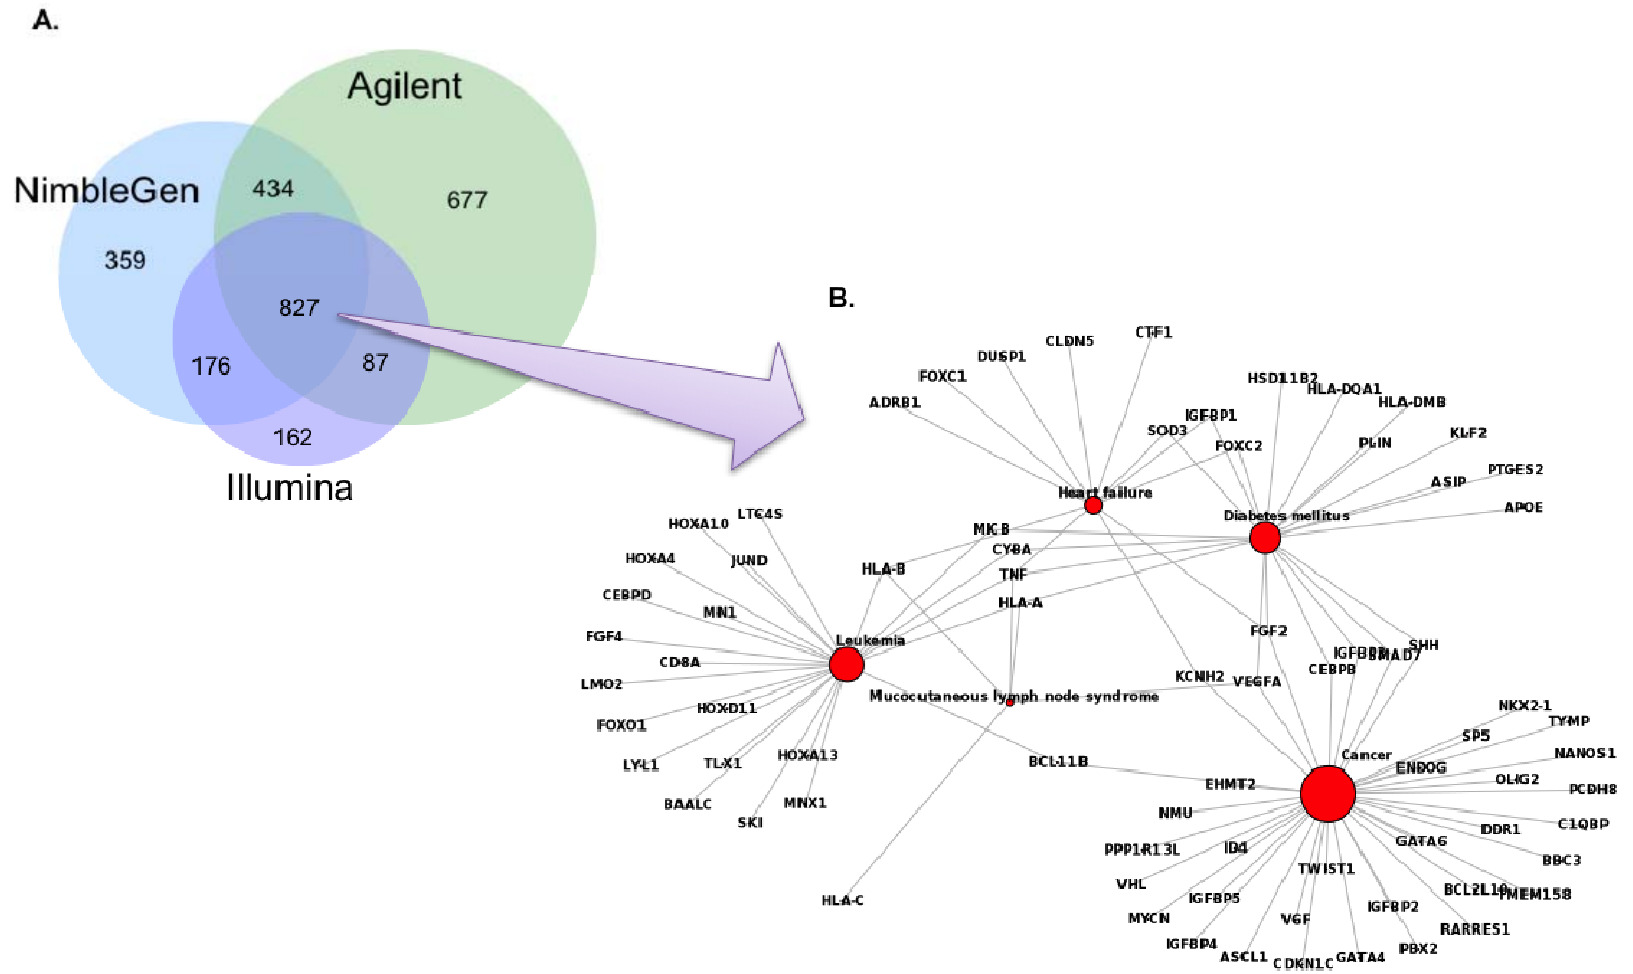 A.
Agilent
NimbleGen
434
677
359
827
176
87
162
Illumina
B.
CTF1
CLDN5
DUSP1
FOXC1
ADRB1
HSD11B2
HLA-DQA1
HLA-DMB
IGFBP1
SOD3
FOXC2
PLIN
KLF2
PTGES2
ASIP
APOE
Heart failure
Diabetes mellitus
LTC4S
HOXA10
MICB
CYBA
JUND
HOXA4
HLA-B
TNF
CEBPD
HLA-A
MN1
FGF4
Leukemia
FGF2
SHH
SMAD7
CD8A
CEBPB
LMO2
KCNH2
VEGFA
Mucocutaneous lymph node syndrome
HOXD11
NKX2-1
FOXO1
TYMP
SP5
HOXA13
Cancer
NANOS1
LYL1
TLX1
BCL11B
ENDOG
OLIG2
EHMT2
PCDH8
BAALC
MNX1
NMU
SKI
C1QBP
DDR1
GATA6
PPP1R13L
ID4
BBC3
TWIST1
VHL
BCL2L10
TMEM158
HLA-C
IGFBP5
IGFBP2
MYCN
VGF
RARRES1
IGFBP4
PBX2
ASCL1
GATA4
CDKN1C